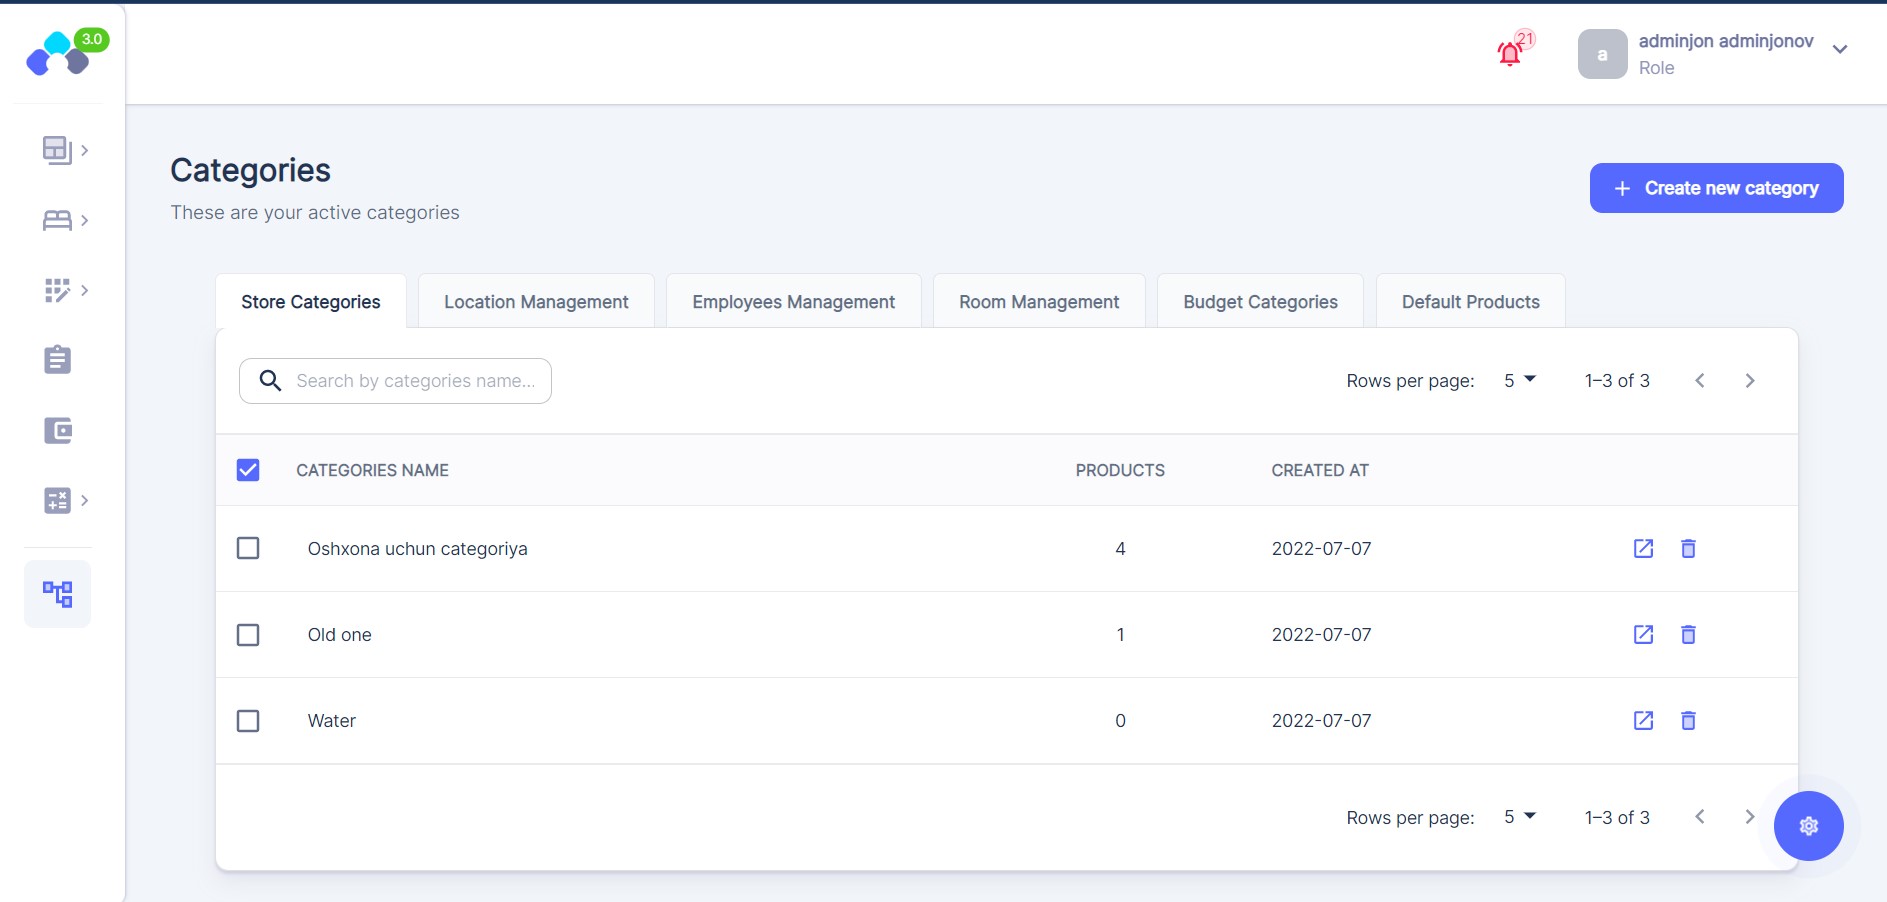 3.0
21
a
adminjon adminjonov
Role
Categories
These are your active categories
+ Create new category
Store Categories
Location Management
Employees Management
Room Management
Budget Categories
Default Products
Search by categories name...
Rows per page: 5 1–3 of 3
CATEGORIES NAME PRODUCTS CREATED AT
Oshxona uchun categoriya 4 2022-07-07
Old one 1 2022-07-07
Water 0 2022-07-07
Rows per page: 5 1–3 of 3